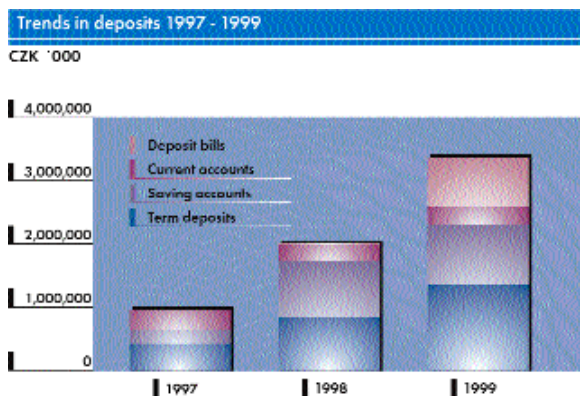 Trends in deposits 1997 - 1999
CZK `000
4,000,000
Deposit bills
Current accounts
3,000,000
Saving accounts
Term deposits
2,000,000
1,000,000
0
1997
1998
1999